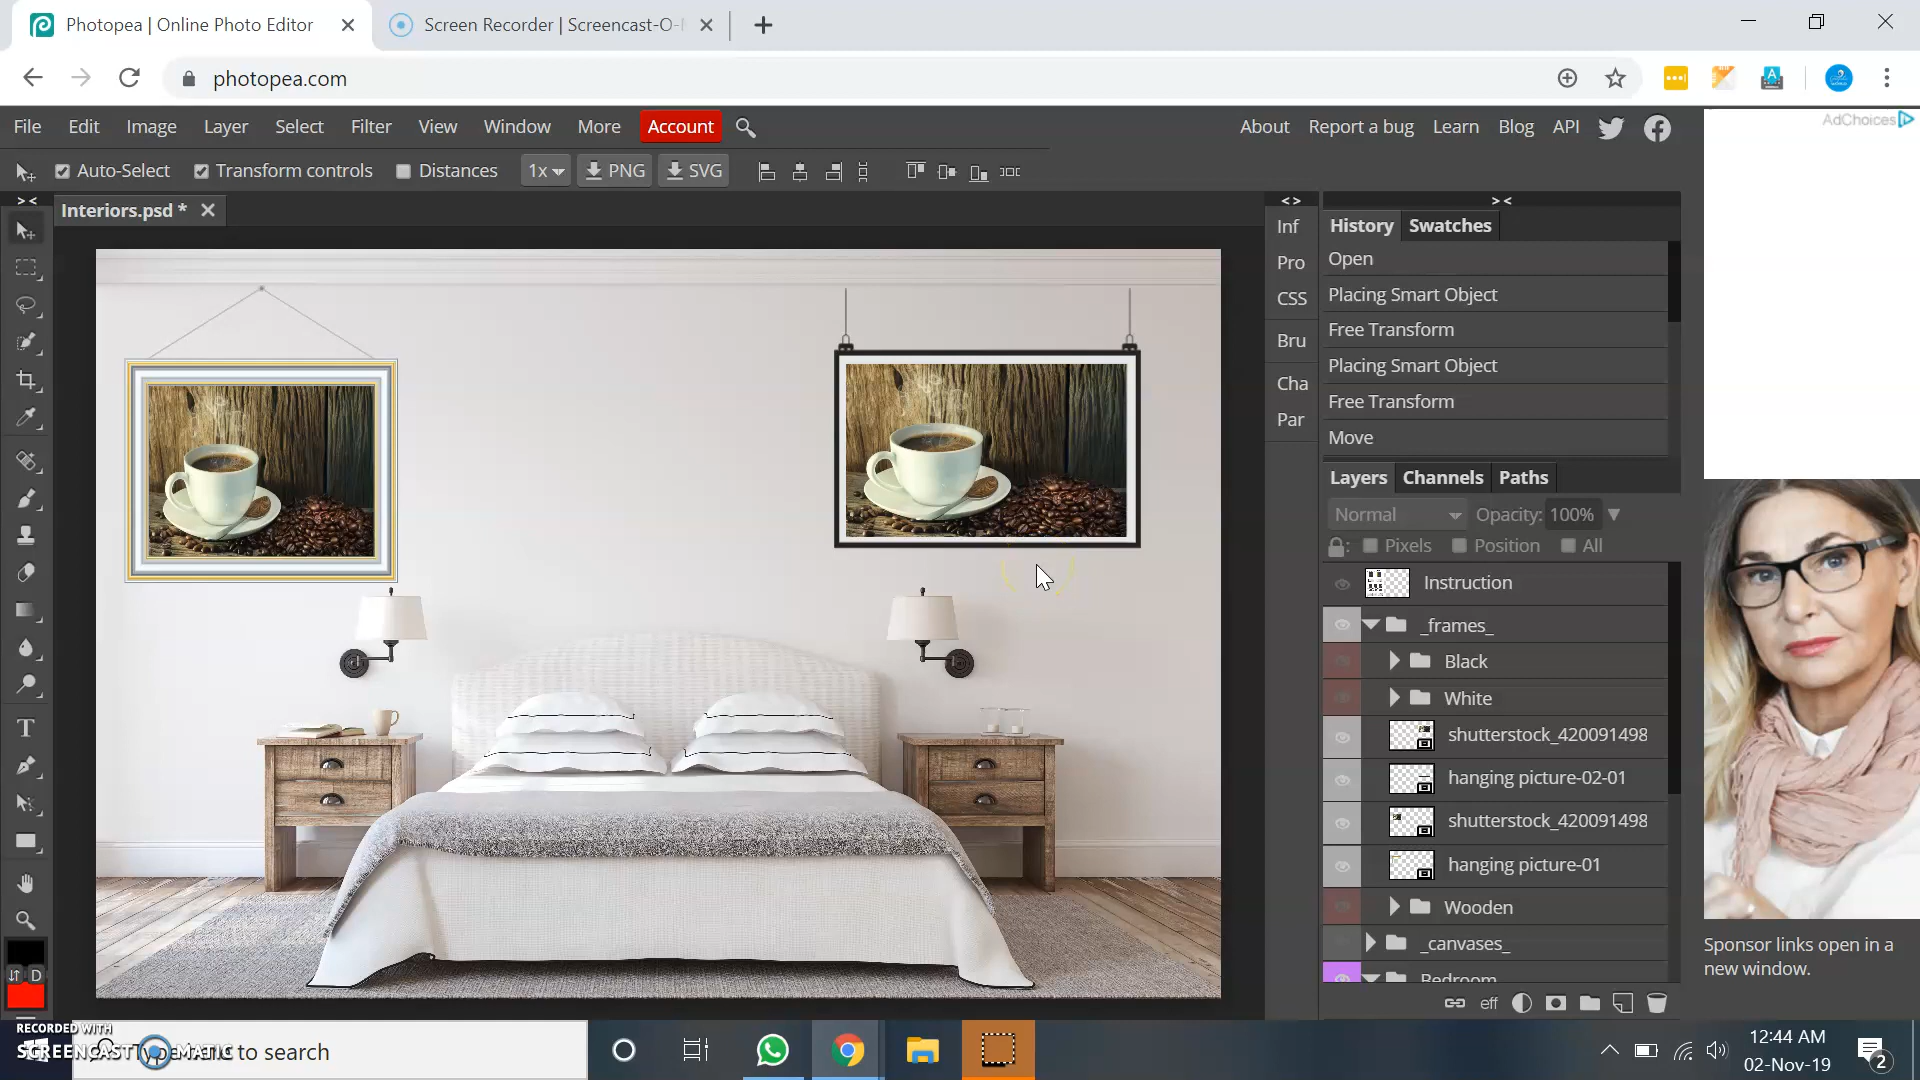 Photopea | Online Photo Editor
Screen Recorder | Screencast-O-
photopea.com
File Edit Image Layer Select Filter View Window More Account
About Report a bug Learn Blog API
AdChoices
Auto-Select Transform controls Distances 1x PNG SVG
Interiors.psd *
Inf
Pro
CSS
Bru
Cha
Par
History Swatches
Open
Placing Smart Object
Free Transform
Placing Smart Object
Free Transform
Move
Layers Channels Paths
Normal Opacity: 100%
Pixels Position All
Instruction
_frames_
Black
White
shutterstock_420091498
hanging picture-02-01
shutterstock_420091498
hanging picture-01
Wooden
_canvases_
Bedroom
eff
D
Sponsor links open in a
new window.
RECORDED WITH
SCREENCAST MATIC
to search
12:44 AM
02-Nov-19
2